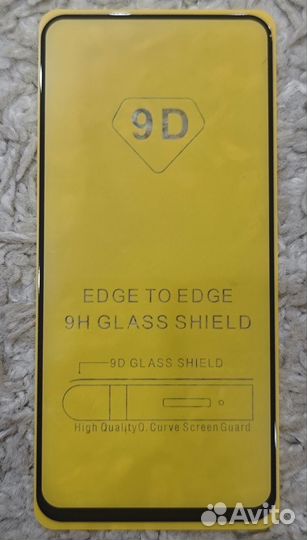 9D
EDGE TO EDGE
9H GLASS SHIELD
9D GLASS SHIELD
High QualityQ. Curve Screen Guard
Avito